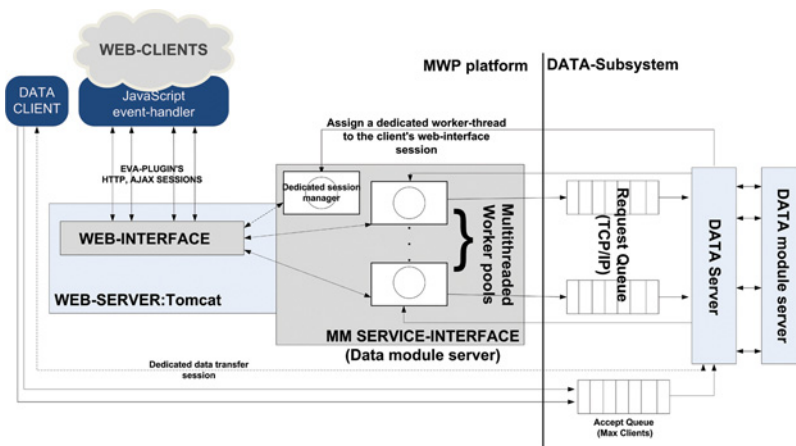 WEB-CLIENTS
MWP platform
DATA-Subsystem
DATA
CLIENT
JavaScript
event-handler
Assign a dedicated worker-thread
to the client's web-interface
session
EVA-PLUGIN'S
HTTP, AJAX SESSIONS
Dedicated session
manager
WEB-INTERFACE
WEB-SERVER:Tomcat
Multithreaded
Worker pools
Request Queue
(TCP/IP)
DATA Server
DATA module server
MM SERVICE-INTERFACE
(Data module server)
Dedicated data transfer
session
Accept Queue
(Max Clients)